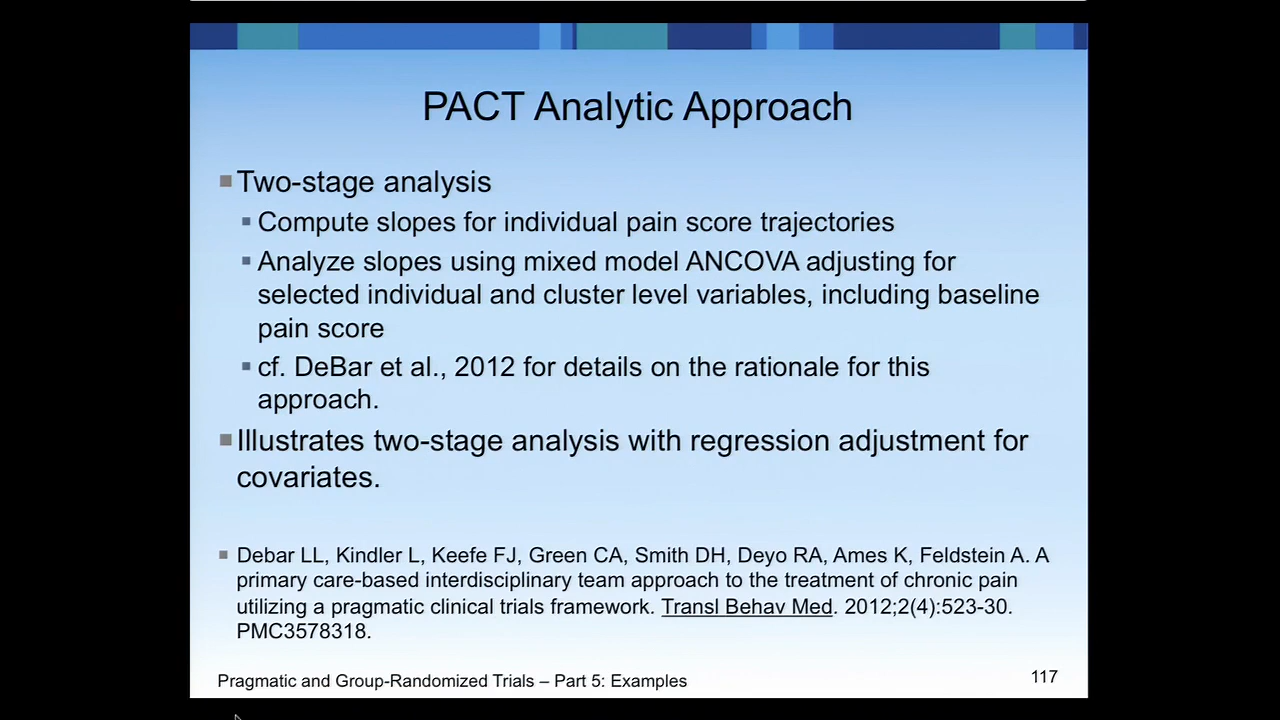 PACT Analytic Approach
Two-stage analysis
Compute slopes for individual pain score trajectories
Analyze slopes using mixed model ANCOVA adjusting for
selected individual and cluster level variables, including baseline
pain score
cf. DeBar et al., 2012 for details on the rationale for this
approach.
Illustrates two-stage analysis with regression adjustment for
covariates.
Debar LL, Kindler L, Keefe FJ, Green CA, Smith DH, Deyo RA, Ames K, Feldstein A. A
primary care-based interdisciplinary team approach to the treatment of chronic pain
utilizing a pragmatic clinical trials framework. Transl Behav Med. 2012;2(4):523-30.
PMC3578318.
Pragmatic and Group-Randomized Trials – Part 5: Examples
117